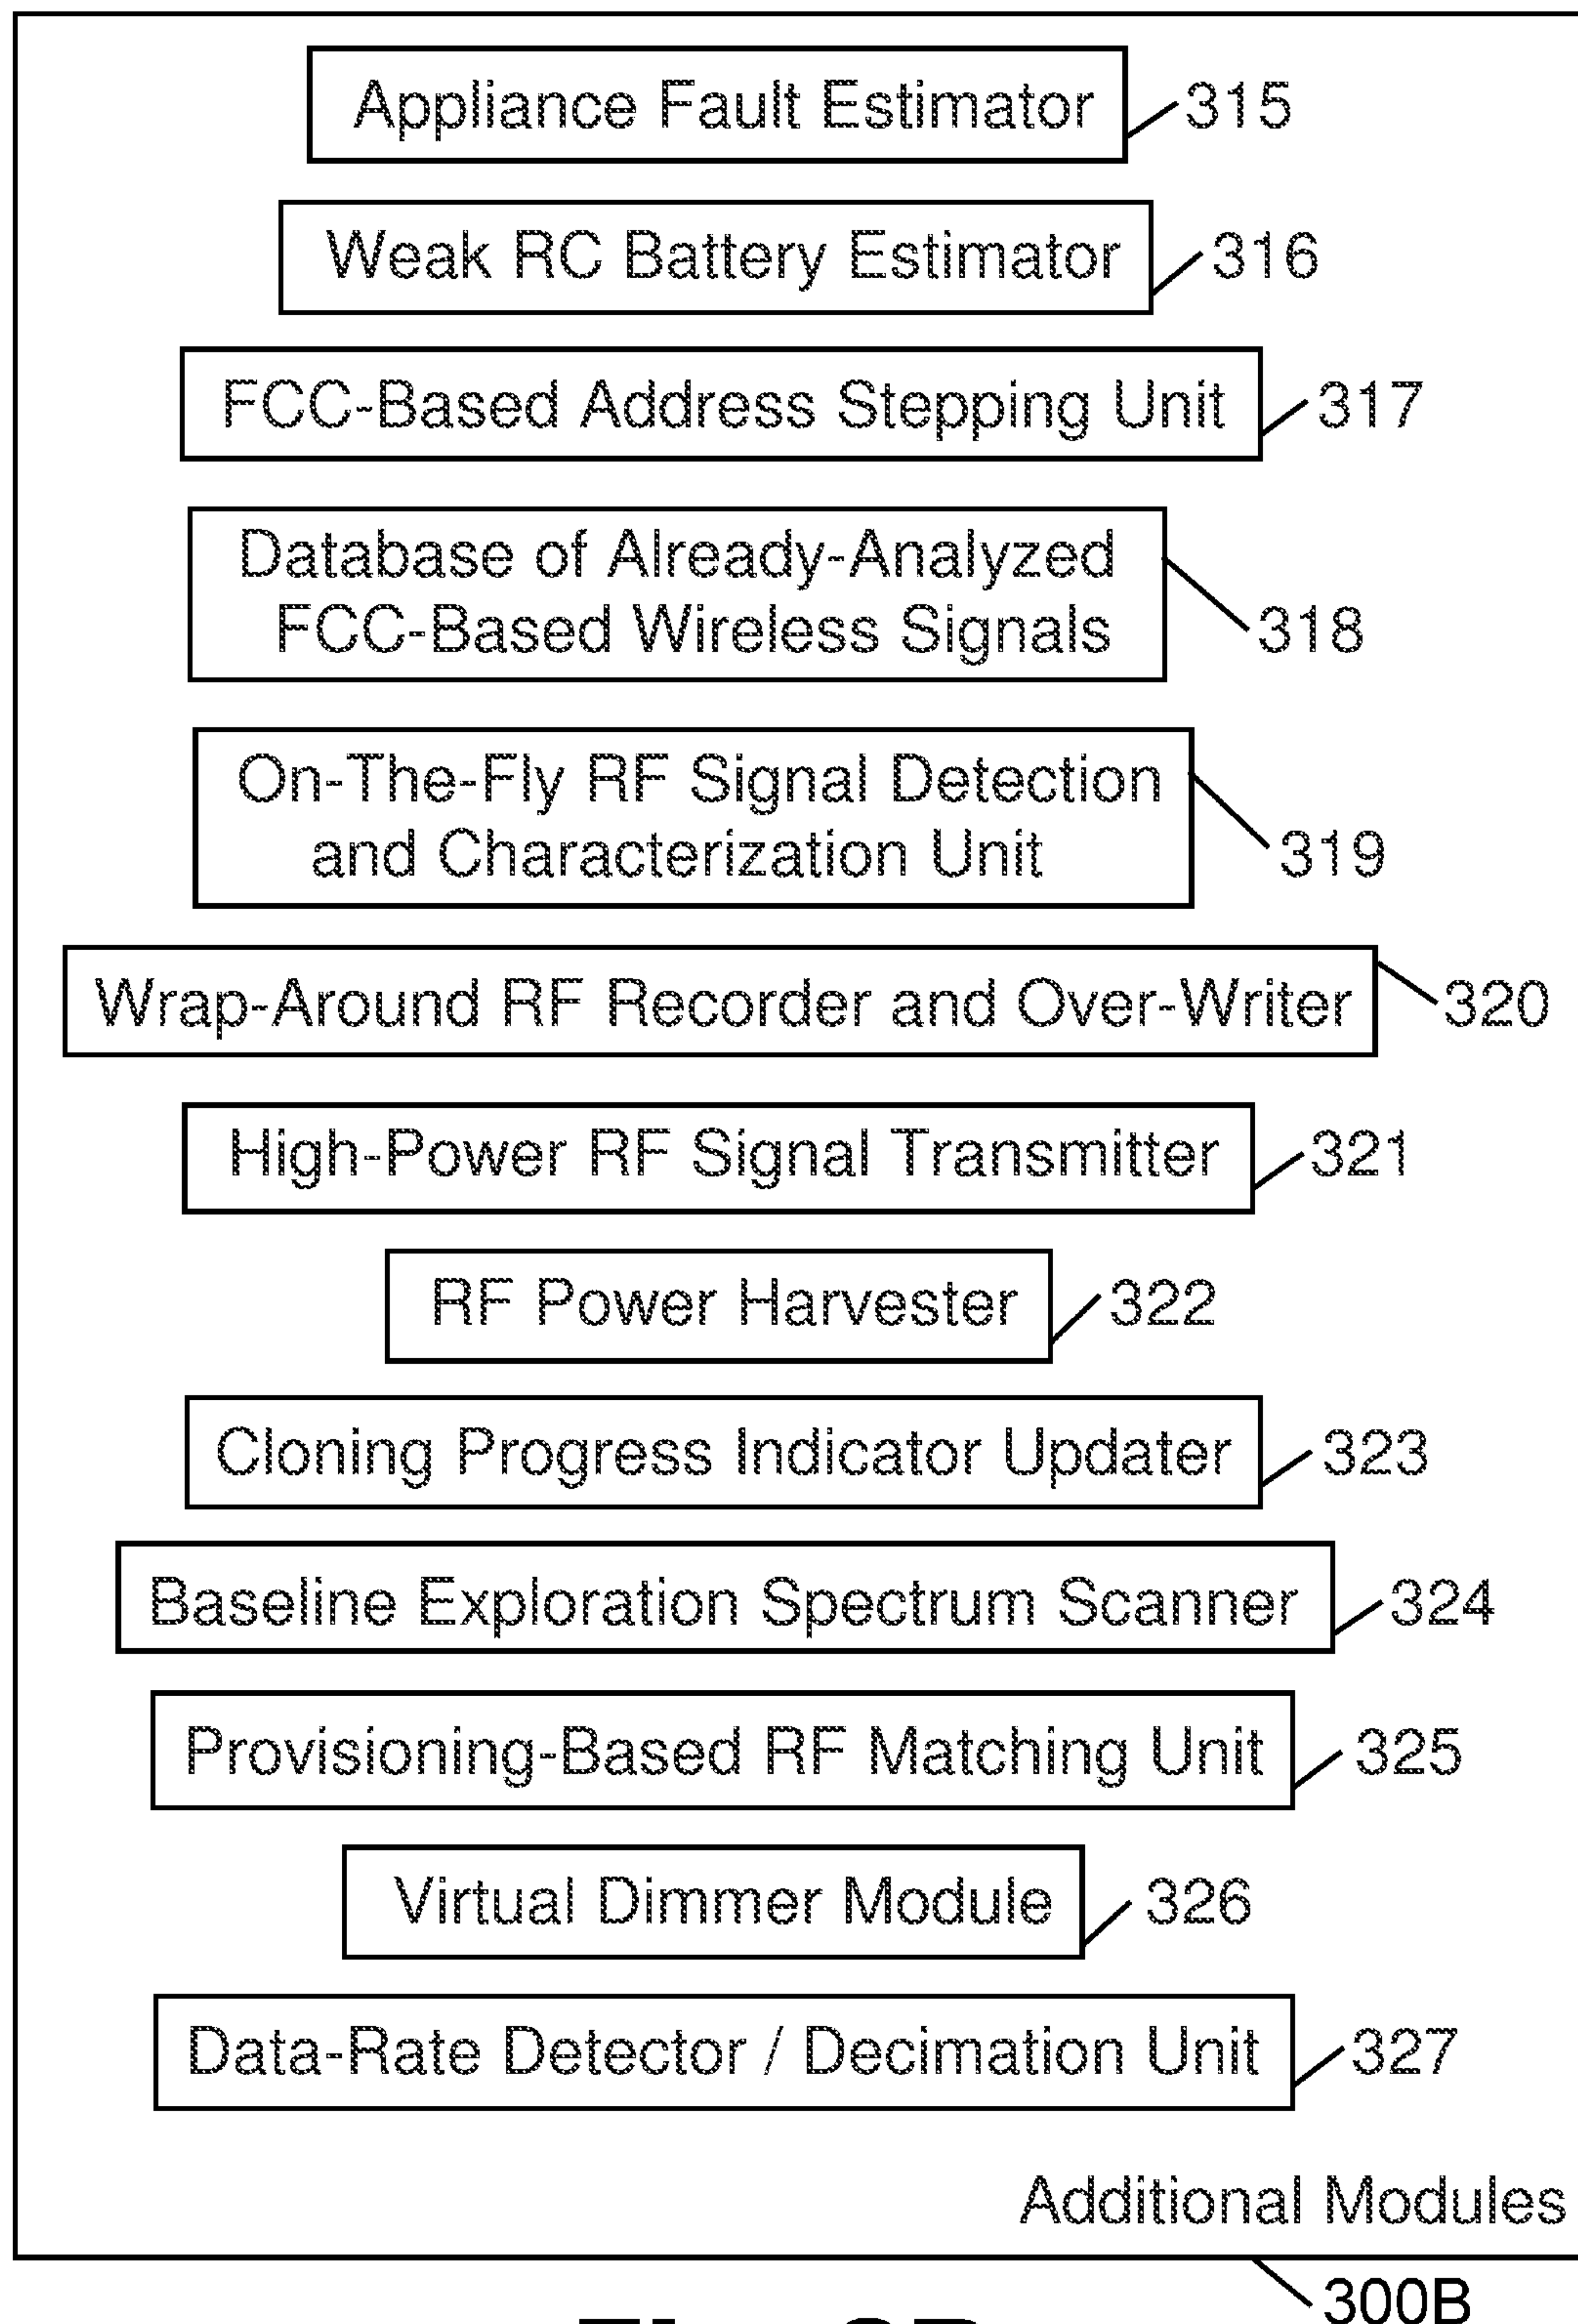 Appliance Fault Estimator 315
Weak RC Battery Estimator 316
FCC-Based Address Stepping Unit 317
Database of Already-Analyzed
FCC-Based Wireless Signals 318
On-The-Fly RF Signal Detection
and Characterization Unit 319
Wrap-Around RF Recorder and Over-Writer 320
High-Power RF Signal Transmitter 321
RF Power Harvester 322
Cloning Progress Indicator Updater 323
Baseline Exploration Spectrum Scanner 324
Provisioning-Based RF Matching Unit 325
Virtual Dimmer Module 326
Data-Rate Detector / Decimation Unit 327
Additional Modules
300B